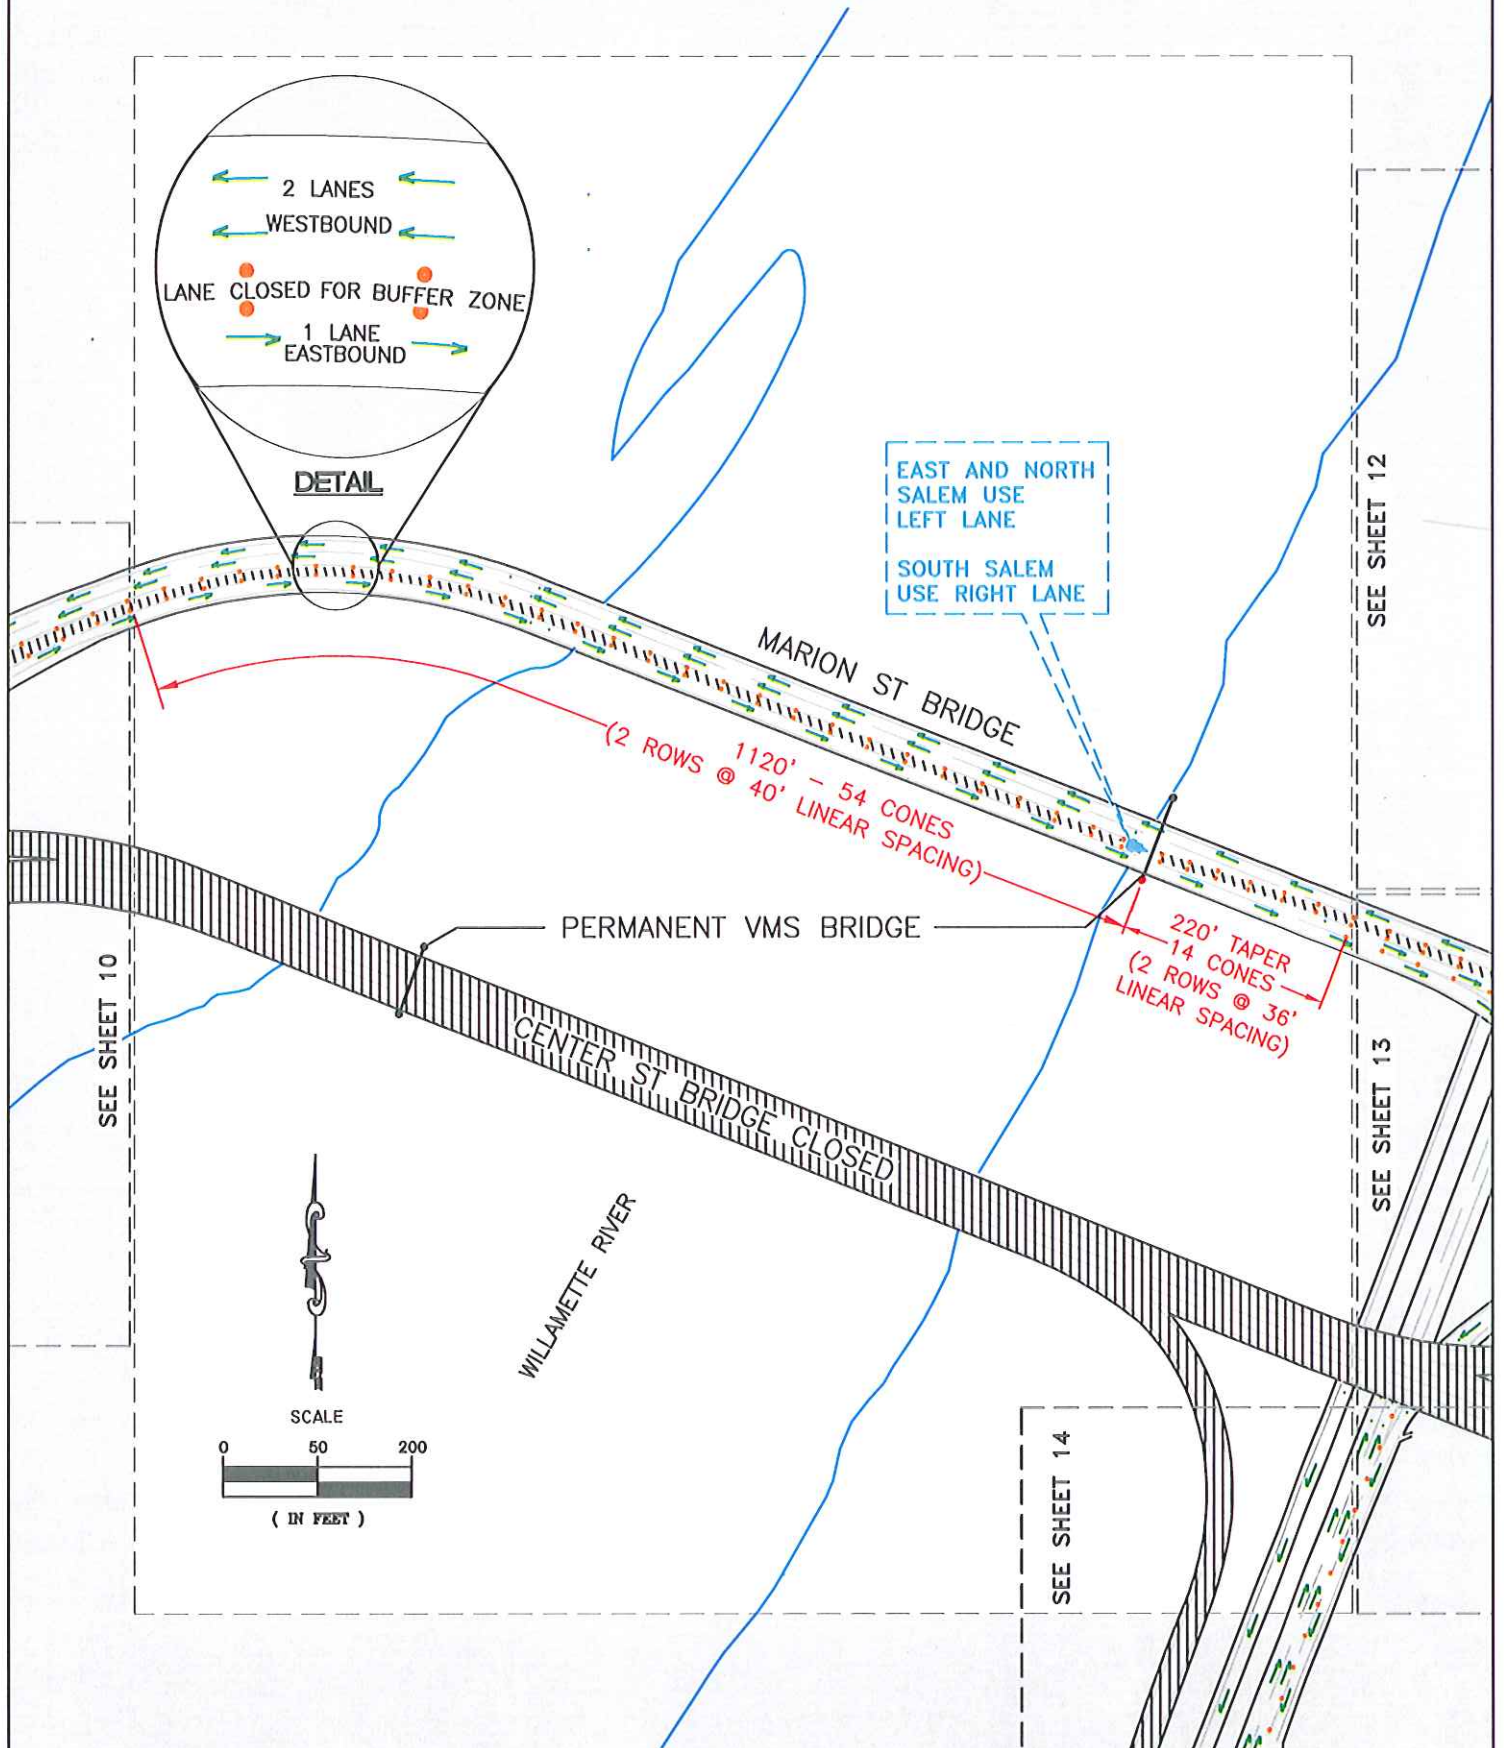 2 LANES
WESTBOUND
LANE CLOSED FOR BUFFER ZONE
1 LANE
EASTBOUND
DETAIL
EAST AND NORTH
SALEM USE
LEFT LANE
SOUTH SALEM
USE RIGHT LANE
SEE SHEET 12
MARION ST BRIDGE
1120' - 54 CONES
(2 ROWS @ 40' LINEAR SPACING)
PERMANENT VMS BRIDGE
220' TAPER
14 CONES
(2 ROWS @ 36'
LINEAR SPACING)
SEE SHEET 10
CENTER ST BRIDGE CLOSED
SEE SHEET 13
WILLAMETTE RIVER
SCALE
0 50 200
( IN FEET )
SEE SHEET 14